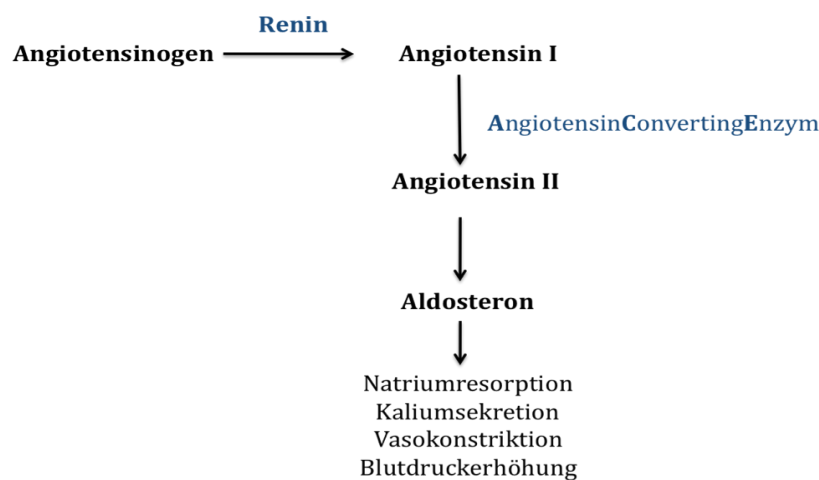 Renin
Angiotensinogen
Angiotensin I
AngiotensinConvertingEnzym
Angiotensin II
Aldosteron
Natriumresorption
Kaliumsekretion
Vasokonstriktion
Blutdruckerhöhung